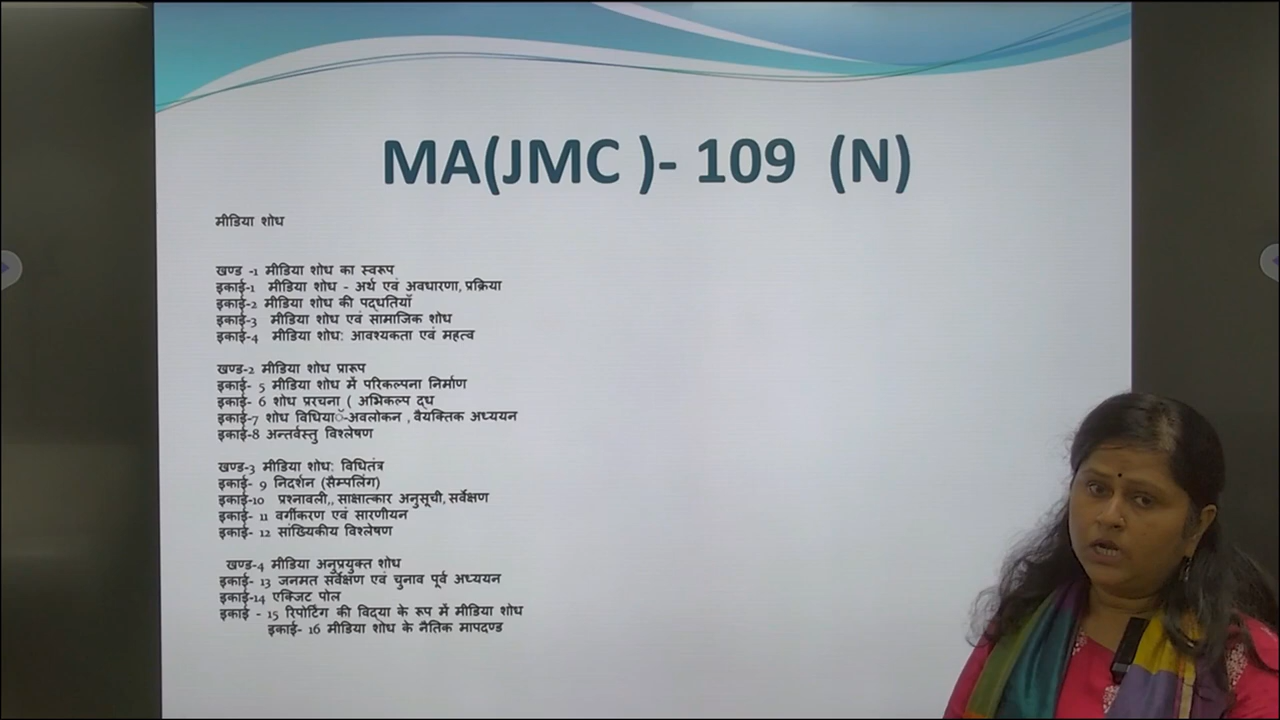 MA(JMC )- 109 (N)
मीडिया शोध
खण्ड -1 मीडिया शोध का स्वरूप
इकाई-1 मीडिया शोध - अर्थ एवं अवधारणा, प्रक्रिया
इकाई-2 मीडिया शोध की पद्धतियाँ
इकाई-3 मीडिया शोध एवं सामाजिक शोध
इकाई-4 मीडिया शोध: आवश्यकता एवं महत्व
खण्ड-2 मीडिया शोध प्रारूप
इकाई- 5 मीडिया शोध में परिकल्पना निर्माण
इकाई- 6 शोध प्ररचना ( अभिकल्प द्ध
इकाई-7 शोध विधियाॅ-अवलोकन , वैयक्तिक अध्ययन
इकाई-8 अन्तर्वस्तु विश्लेषण
खण्ड-3 मीडिया शोध: विधितंत्र
इकाई- 9 निदर्शन (सैम्पलिंग)
इकाई-10 प्रश्नावली,, साक्षात्कार अनुसूची, सर्वेक्षण
इकाई- 11 वर्गीकरण एवं सारणीयन
इकाई- 12 सांख्यिकीय विश्लेषण
खण्ड-4 मीडिया अनुप्रयुक्त शोध
इकाई- 13 जनमत सर्वेक्षण एवं चुनाव पूर्व अध्ययन
इकाई-14 एक्जिट पोल
इकाई - 15 रिपोर्टिंग की विद्या के रूप में मीडिया शोध
इकाई- 16 मीडिया शोध के नैतिक मापदण्ड